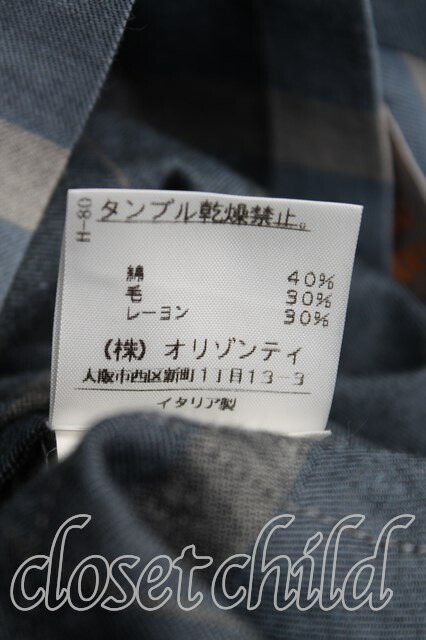 H-80
タンブル乾燥禁止。
綿 40%
毛 30%
レーヨン 30%
(株) オリゾンティ
大阪市西区新町1丁目13-3
イタリア製
closet child